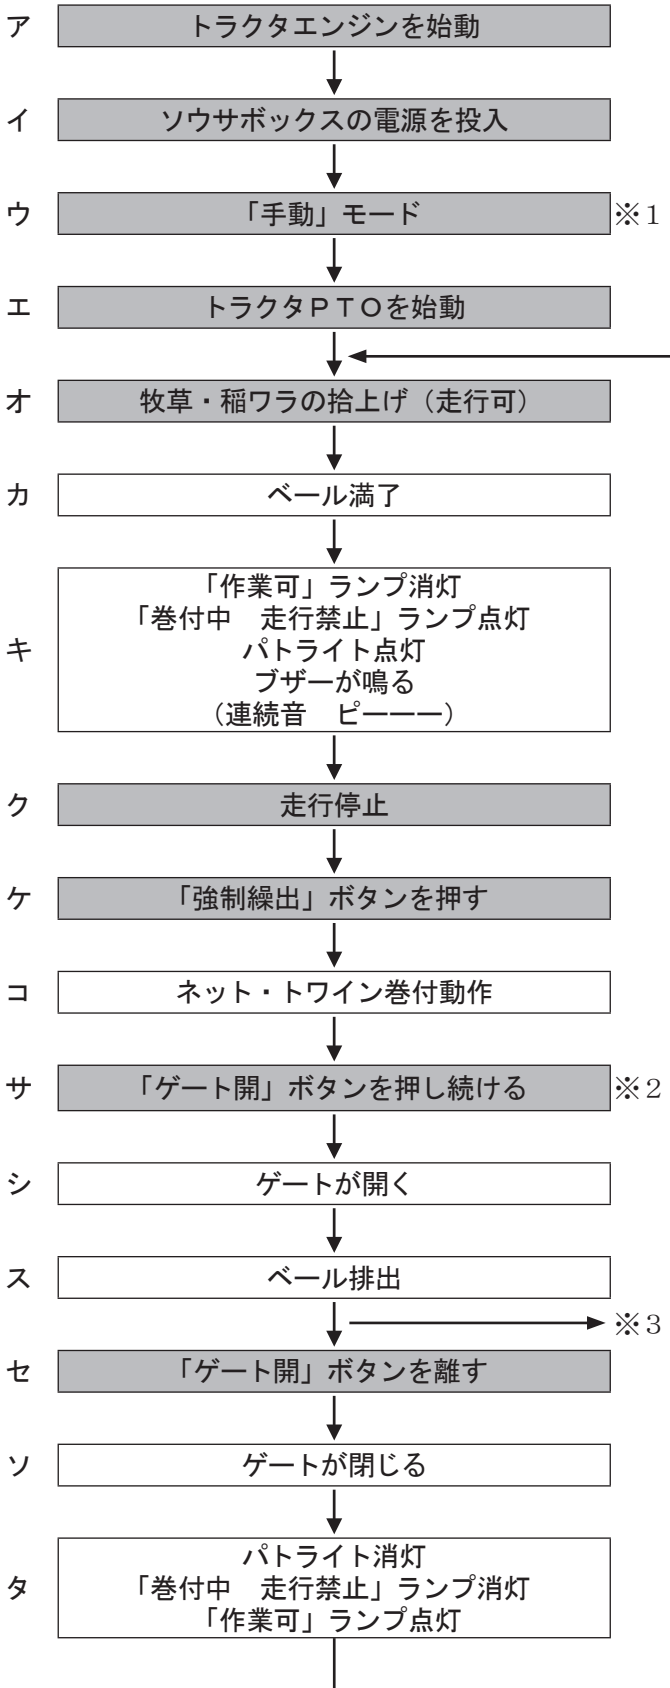 ア トラクタエンジンを始動
イ ソウサボックスの電源を投入
ウ 「手動」モード ※1
エ トラクタPTOを始動
オ 牧草・稲ワラの拾上げ（走行可）
カ ベール満了
「作業可」ランプ消灯
「巻付中　走行禁止」ランプ点灯
キ パトライト点灯
ブザーが鳴る
（連続音　ピーーー）
ク 走行停止
ケ 「強制繰出」ボタンを押す
コ ネット・トワイン巻付動作
サ 「ゲート開」ボタンを押し続ける ※2
シ ゲートが開く
ス ベール排出
※3
セ 「ゲート開」ボタンを離す
ソ ゲートが閉じる
パトライト消灯
タ 「巻付中　走行禁止」ランプ消灯
「作業可」ランプ点灯